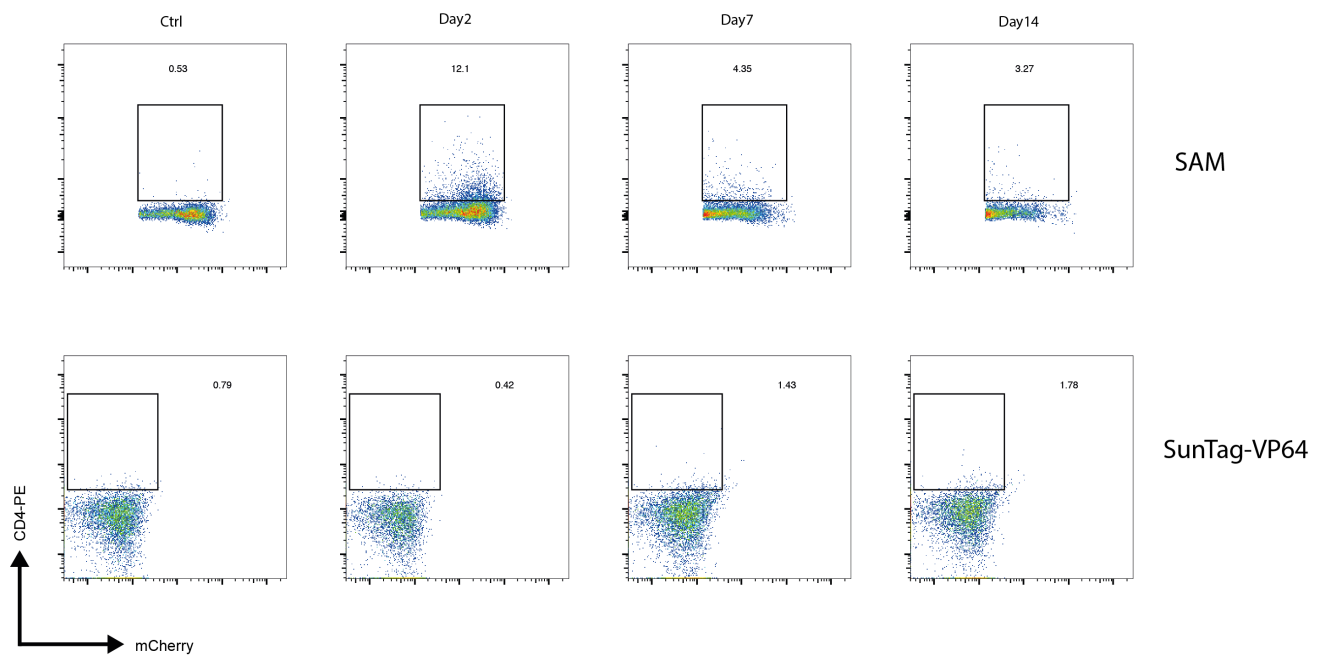 Ctrl
Day2
Day7
Day14
0.53
12.1
4.35
3.27
SAM
0.79
0.42
1.43
1.78
SunTag-VP64
CD4-PE
mCherry